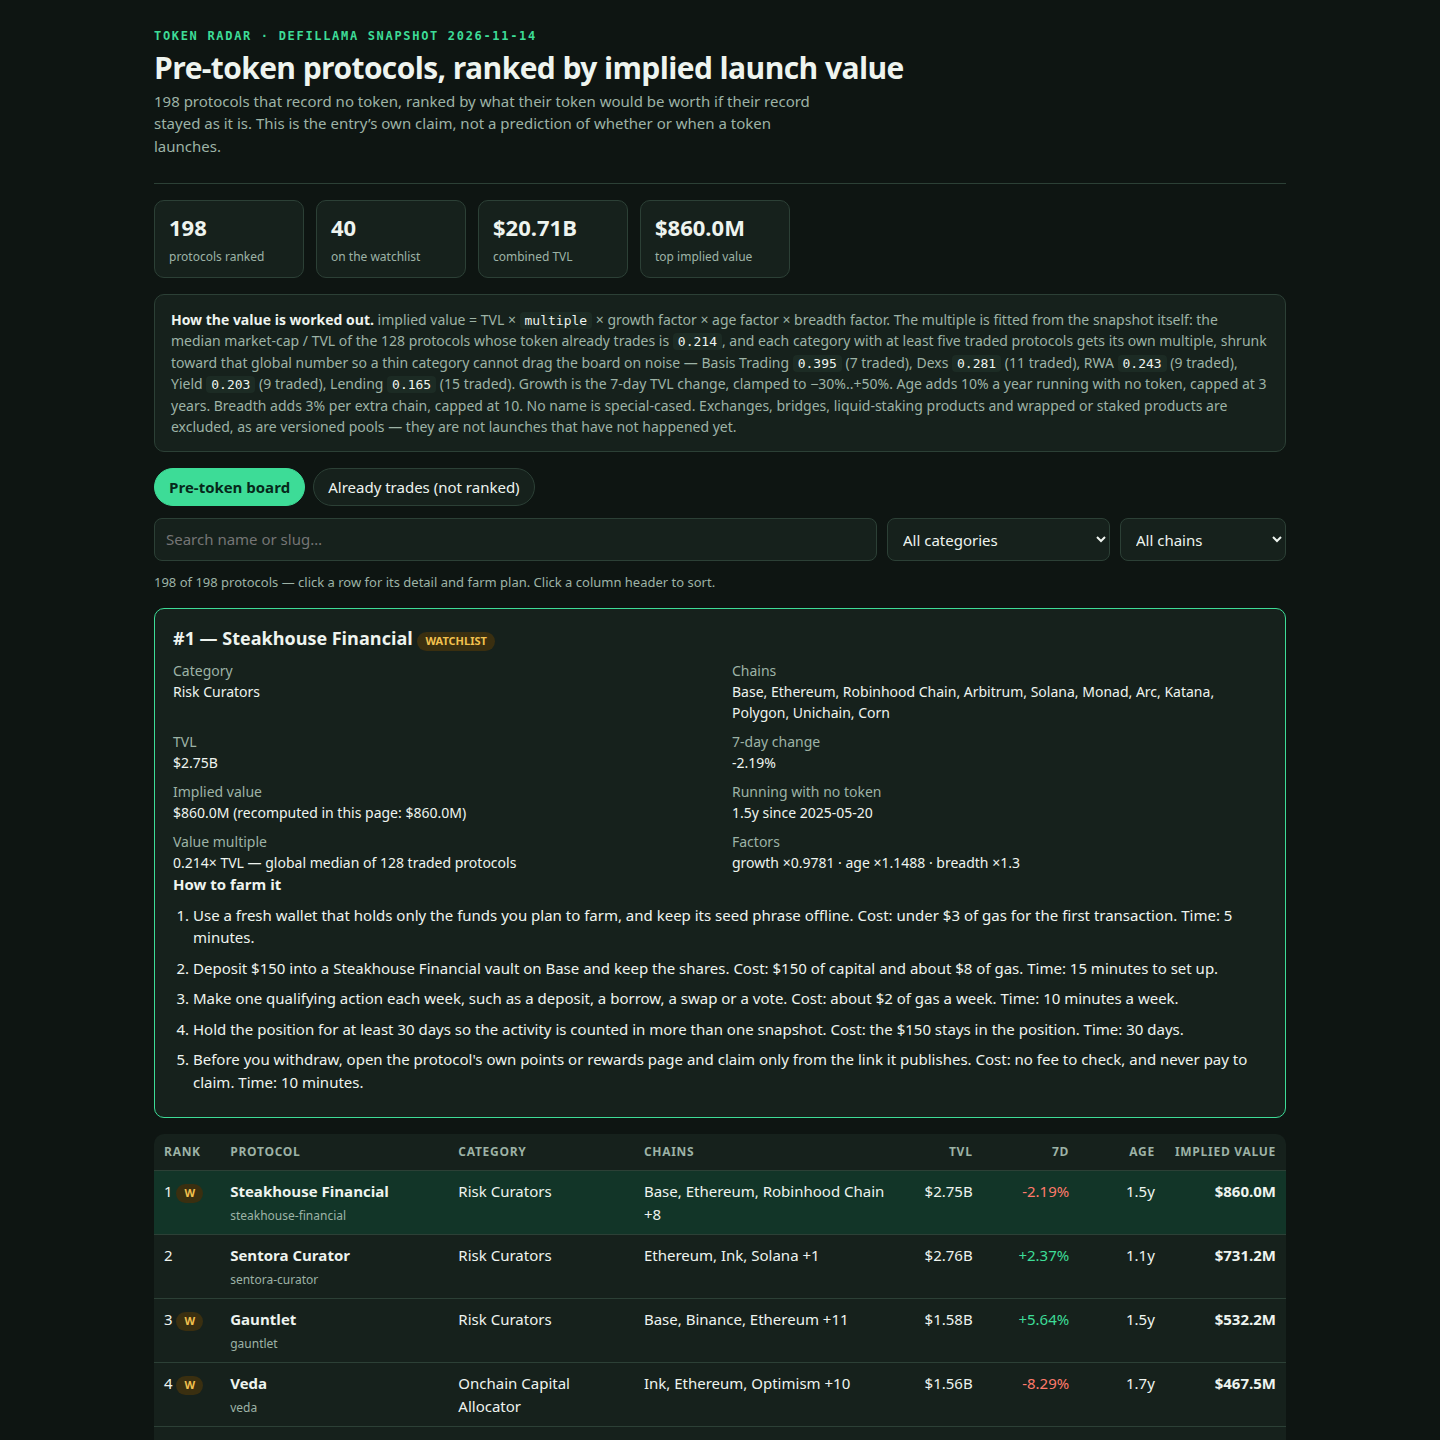 TOKEN RADAR · DEFILLAMA SNAPSHOT 2026-11-14
Pre-token protocols, ranked by implied launch value
198 protocols that record no token, ranked by what their token would be worth if their record
stayed as it is. This is the entry’s own claim, not a prediction of whether or when a token
launches.
198
protocols ranked
40
on the watchlist
$20.71B
combined TVL
$860.0M
top implied value
How the value is worked out. implied value = TVL × multiple × growth factor × age factor × breadth factor. The multiple is fitted from the snapshot itself: the
median market-cap / TVL of the 128 protocols whose token already trades is 0.214, and each category with at least five traded protocols gets its own multiple, shrunk
toward that global number so a thin category cannot drag the board on noise — Basis Trading 0.395 (7 traded), Dexs 0.281 (11 traded), RWA 0.243 (9 traded),
Yield 0.203 (9 traded), Lending 0.165 (15 traded). Growth is the 7-day TVL change, clamped to −30%..+50%. Age adds 10% a year running with no token, capped at 3
years. Breadth adds 3% per extra chain, capped at 10. No name is special-cased. Exchanges, bridges, liquid-staking products and wrapped or staked products are
excluded, as are versioned pools — they are not launches that have not happened yet.
Pre-token board
Already trades (not ranked)
Search name or slug...
All categories
All chains
198 of 198 protocols — click a row for its detail and farm plan. Click a column header to sort.
#1 — Steakhouse Financial WATCHLIST
Category
Risk Curators
Chains
Base, Ethereum, Robinhood Chain, Arbitrum, Solana, Monad, Arc, Katana,
Polygon, Unichain, Corn
TVL
$2.75B
7-day change
-2.19%
Implied value
$860.0M (recomputed in this page: $860.0M)
Running with no token
1.5y since 2025-05-20
Value multiple
0.214× TVL — global median of 128 traded protocols
Factors
growth ×0.9781 · age ×1.1488 · breadth ×1.3
How to farm it
1. Use a fresh wallet that holds only the funds you plan to farm, and keep its seed phrase offline. Cost: under $3 of gas for the first transaction. Time: 5
minutes.
2. Deposit $150 into a Steakhouse Financial vault on Base and keep the shares. Cost: $150 of capital and about $8 of gas. Time: 15 minutes to set up.
3. Make one qualifying action each week, such as a deposit, a borrow, a swap or a vote. Cost: about $2 of gas a week. Time: 10 minutes a week.
4. Hold the position for at least 30 days so the activity is counted in more than one snapshot. Cost: the $150 stays in the position. Time: 30 days.
5. Before you withdraw, open the protocol's own points or rewards page and claim only from the link it publishes. Cost: no fee to check, and never pay to
claim. Time: 10 minutes.
RANK PROTOCOL CATEGORY CHAINS TVL 7D AGE IMPLIED VALUE
1 W Steakhouse Financial Risk Curators Base, Ethereum, Robinhood Chain $2.75B -2.19% 1.5y $860.0M
steakhouse-financial +8
2 Sentora Curator Risk Curators Ethereum, Ink, Solana +1 $2.76B +2.37% 1.1y $731.2M
sentora-curator
3 W Gauntlet Risk Curators Base, Binance, Ethereum +11 $1.58B +5.64% 1.5y $532.2M
gauntlet
4 W Veda Onchain Capital Ink, Ethereum, Optimism +10 $1.56B -8.29% 1.7y $467.5M
veda Allocator